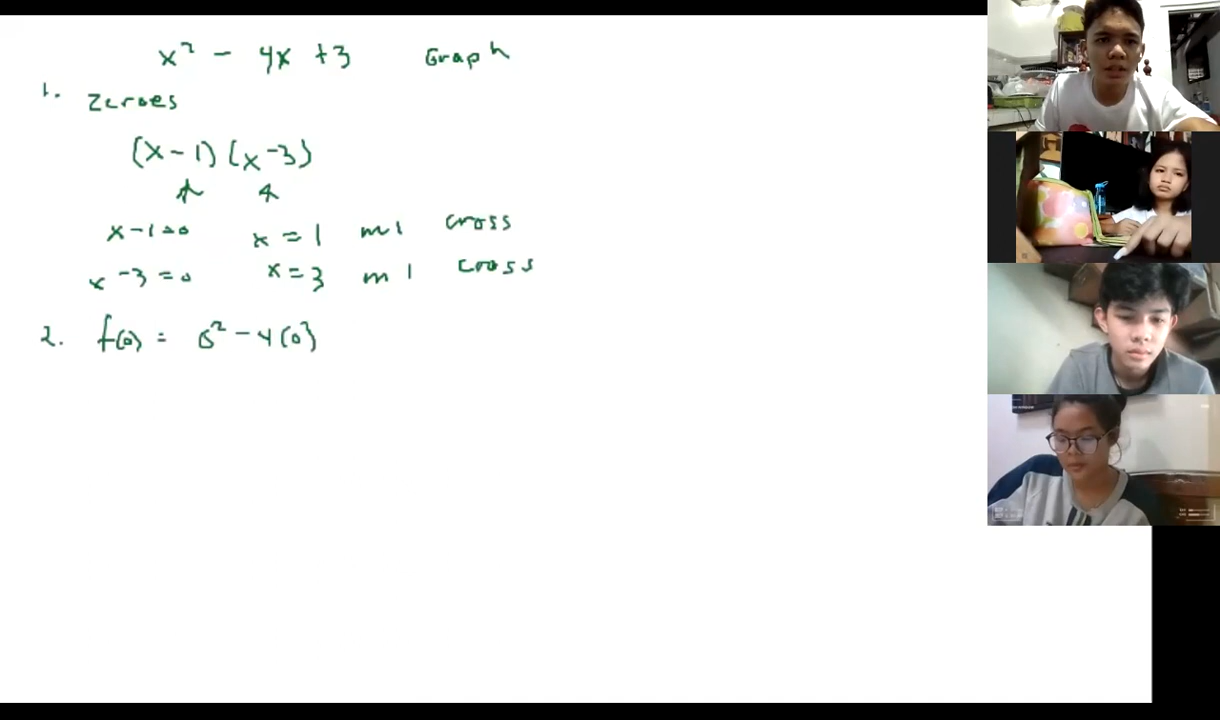 x² - 4x + 3 Graph
1. Zeroes
(x - 1) (x - 3)
x - 1 = 0 x = 1 m 1 cross
x - 3 = 0 x = 3 m 1 cross
2. f(0) = 0² - 4(0)